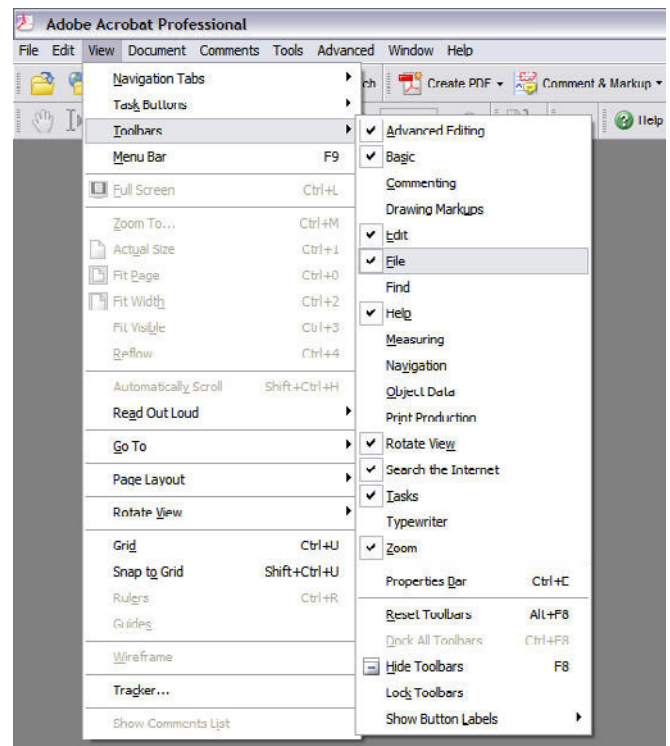 Adobe Acrobat Professional
File Edit View Document Comments Tools Advanced Window Help
ch Create PDF Comment & Markup
Help
Navigation Tabs
Task Buttons
Toolbars
Menu Bar F9
Full Screen Ctrl+L
Zoom To... Ctrl+M
Actual Size Ctrl+1
Fit Page Ctrl+0
Fit Width Ctrl+2
Fit Visible Ctrl+3
Reflow Ctrl+4
Automatically Scroll Shift+Ctrl+H
Read Out Loud
Go To
Page Layout
Rotate View
Grid Ctrl+U
Snap to Grid Shift+Ctrl+U
Rulers Ctrl+R
Guides
Wireframe
Tracker...
Show Comments List
Advanced Editing
Basic
Commenting
Drawing Markups
Edit
File
Find
Help
Measuring
Navigation
Object Data
Print Production
Rotate View
Search the Internet
Tasks
Typewriter
Zoom
Properties Bar Ctrl+E
Reset Toolbars Alt+F8
Dock All Toolbars Ctrl+F8
Hide Toolbars F8
Lock Toolbars
Show Button Labels